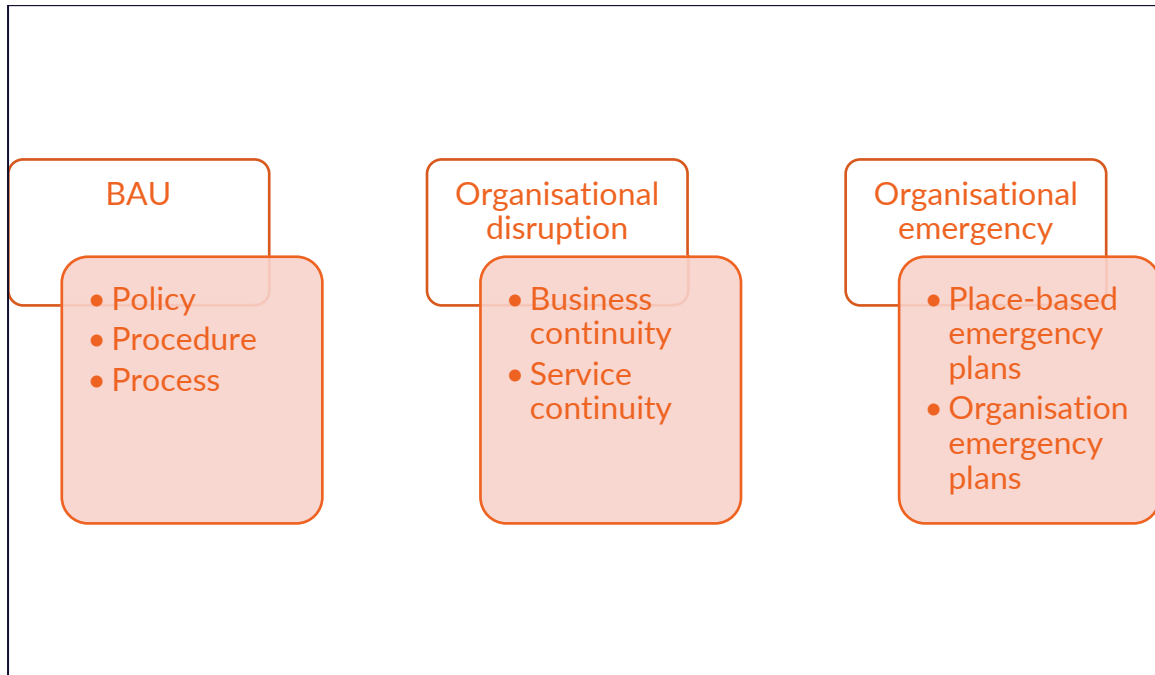 BAU
• Policy
• Procedure
• Process
Organisational
disruption
• Business
continuity
• Service
continuity
Organisational
emergency
• Place-based
emergency
plans
• Organisation
emergency
plans